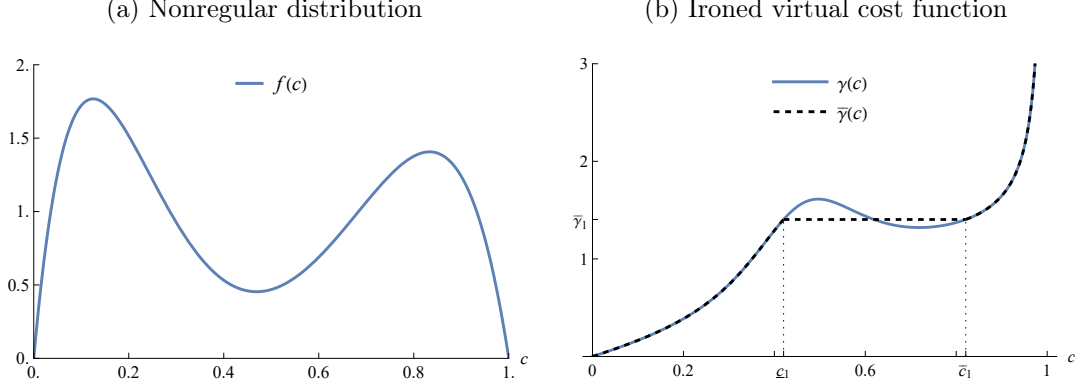 (a) Nonregular distribution
2.
1.5
1.
0.5
0.
0.
0.2
0.4
0.6
0.8
1.
c
f(c)
(b) Ironed virtual cost function
3
2
γ̅₁
1
0
0.2
c̲₁
0.6
c̅₁
1
c
γ(c)
γ̅(c)